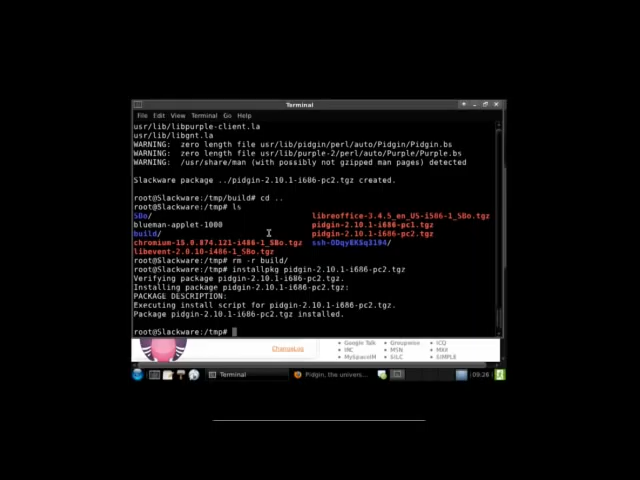 Terminal
File Edit View Terminal Go Help
usr/lib/libpurple-client.la
usr/lib/libgnt.la
WARNING: zero length file usr/lib/pidgin/perl/auto/Pidgin/Pidgin.bs
WARNING: zero length file usr/lib/purple-2/perl/auto/Purple/Purple.bs
WARNING: /usr/share/man (with possibly not gzipped man pages) detected
Slackware package ../pidgin-2.10.1-i686-pc2.tgz created.
root@Slackware:/tmp/build# cd ..
root@Slackware:/tmp# ls
SBo/ libreoffice-3.4.5_en_US-i586-1_SBo.tgz
blueman-applet-1000 pidgin-2.10.1-i686-pc1.tgz
build/ pidgin-2.10.1-i686-pc2.tgz
chromium-15.0.874.121-i486-1_SBo.tgz ssh-DDqyEKSq3194/
libevent-2.0.10-i486-1_SBo.tgz
root@Slackware:/tmp# rm -r build/
root@Slackware:/tmp# installpkg pidgin-2.10.1-i686-pc2.tgz
Verifying package pidgin-2.10.1-i686-pc2.tgz.
Installing package pidgin-2.10.1-i686-pc2.tgz:
PACKAGE DESCRIPTION:
Executing install script for pidgin-2.10.1-i686-pc2.tgz.
Package pidgin-2.10.1-i686-pc2.tgz installed.
root@Slackware:/tmp#
ChangeLog
Google Talk Groupwise ICQ
IRC MSN MXit
MySpaceIM SILC SIMPLE
Terminal Pidgin, the univers... 09:26